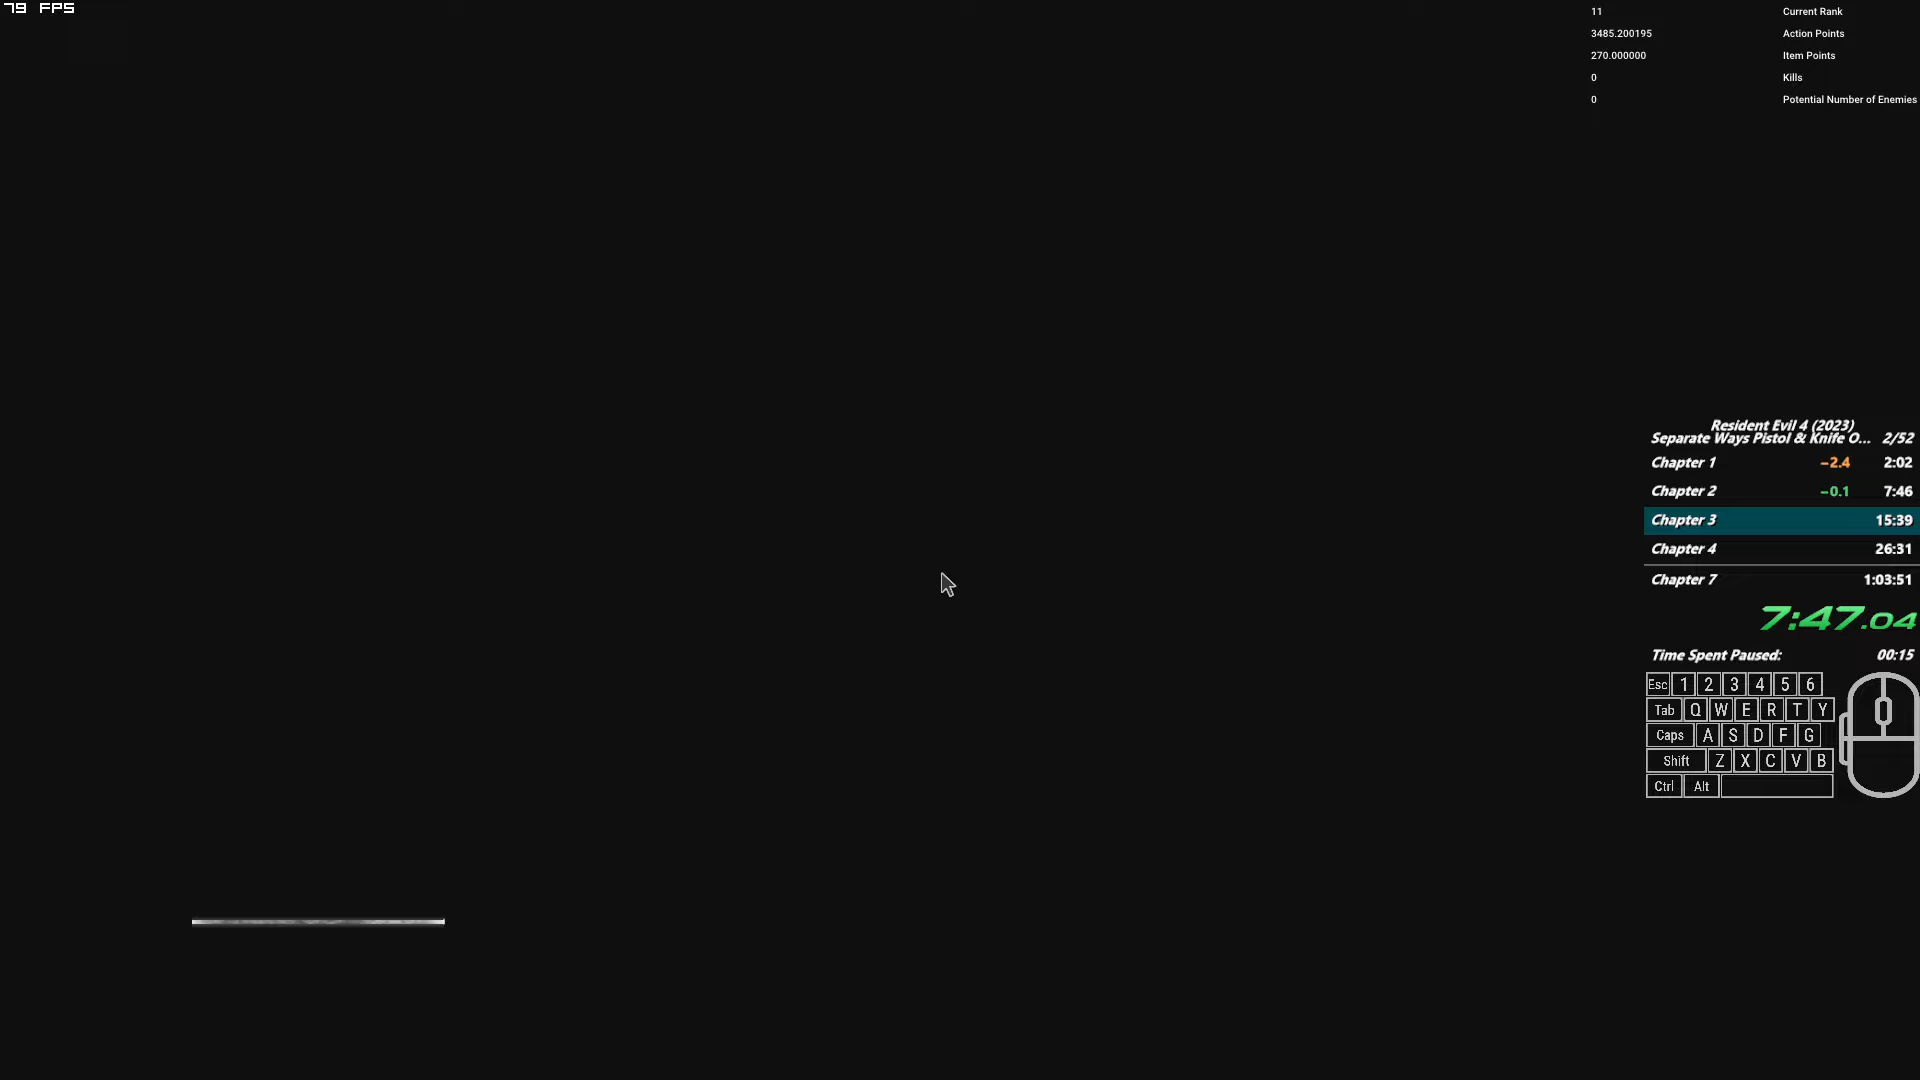 79 FPS
11 Current Rank
3485.200195 Action Points
270.000000 Item Points
0 Kills
0 Potential Number of Enemies
Resident Evil 4 (2023)
Separate Ways Pistol & Knife O... 2/52
Chapter 1 −2.4 2:02
Chapter 2 −0.1 7:46
Chapter 3 15:39
Chapter 4 26:31
Chapter 7 1:03:51
7:47.04
Time Spent Paused: 00:15
Esc 1 2 3 4 5 6
Tab Q W E R T Y
Caps A S D F G
Shift Z X C V B
Ctrl Alt